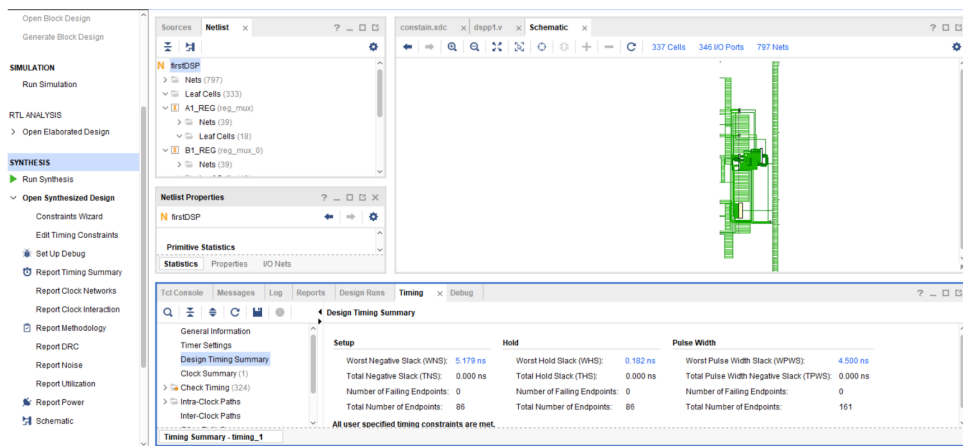 Open Block Design
Generate Block Design
SIMULATION
Run Simulation
RTL ANALYSIS
Open Elaborated Design
SYNTHESIS
Run Synthesis
Open Synthesized Design
Constraints Wizard
Edit Timing Constraints
Set Up Debug
Report Timing Summary
Report Clock Networks
Report Clock Interaction
Report Methodology
Report DRC
Report Noise
Report Utilization
Report Power
Schematic
Sources Netlist
N firstDSP
Nets (797)
Leaf Cells (333)
A1_REG (reg_mux)
Nets (39)
Leaf Cells (18)
B1_REG (reg_mux_0)
Nets (39)
Netlist Properties
N firstDSP
Primitive Statistics
Statistics Properties I/O Nets
constain.xdc dspp1.v Schematic
337 Cells 346 I/O Ports 797 Nets
Tcl Console Messages Log Reports Design Runs Timing Debug
General Information
Timer Settings
Design Timing Summary
Clock Summary (1)
Check Timing (324)
Intra-Clock Paths
Inter-Clock Paths
Timing Summary - timing_1
Design Timing Summary
Setup Hold Pulse Width
Worst Negative Slack (WNS): 5.179 ns Worst Hold Slack (WHS): 0.182 ns Worst Pulse Width Slack (WPWS): 4.500 ns
Total Negative Slack (TNS): 0.000 ns Total Hold Slack (THS): 0.000 ns Total Pulse Width Negative Slack (TPWS): 0.000 ns
Number of Failing Endpoints: 0 Number of Failing Endpoints: 0 Number of Failing Endpoints: 0
Total Number of Endpoints: 86 Total Number of Endpoints: 86 Total Number of Endpoints: 161
All user specified timing constraints are met.